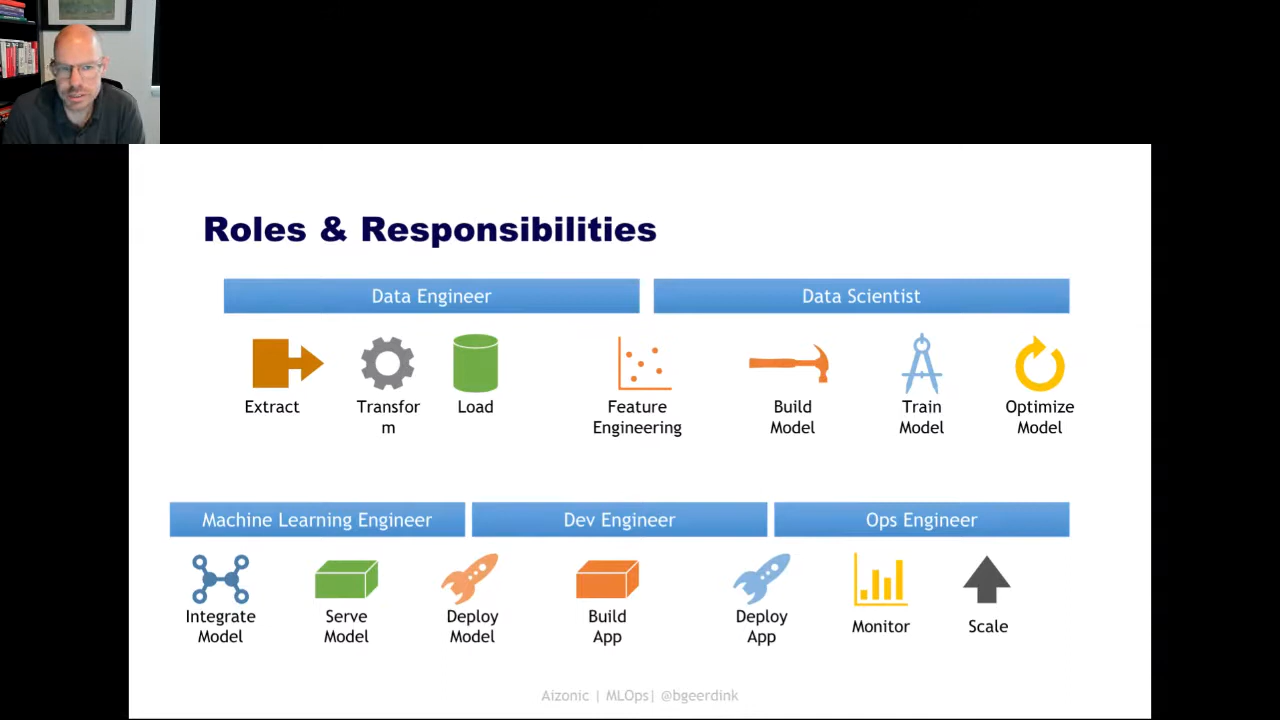 Roles & Responsibilities
Data Engineer
Data Scientist
Extract
Transfor
m
Load
Feature
Engineering
Build
Model
Train
Model
Optimize
Model
Machine Learning Engineer
Dev Engineer
Ops Engineer
Integrate
Model
Serve
Model
Deploy
Model
Build
App
Deploy
App
Monitor
Scale
Aizonic | MLOps| @bgeerdink